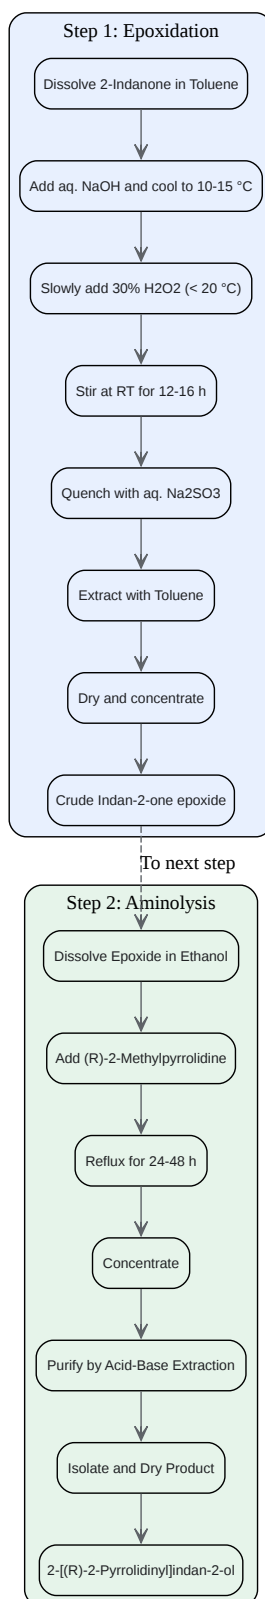 Step 1: Epoxidation
Dissolve 2-Indanone in Toluene
Add aq. NaOH and cool to 10-15 °C
Slowly add 30% H2O2 (< 20 °C)
Stir at RT for 12-16 h
Quench with aq. Na2SO3
Extract with Toluene
Dry and concentrate
Crude Indan-2-one epoxide
To next step
Step 2: Aminolysis
Dissolve Epoxide in Ethanol
Add (R)-2-Methylpyrrolidine
Reflux for 24-48 h
Concentrate
Purify by Acid-Base Extraction
Isolate and Dry Product
2-[(R)-2-Pyrrolidinyl]indan-2-ol